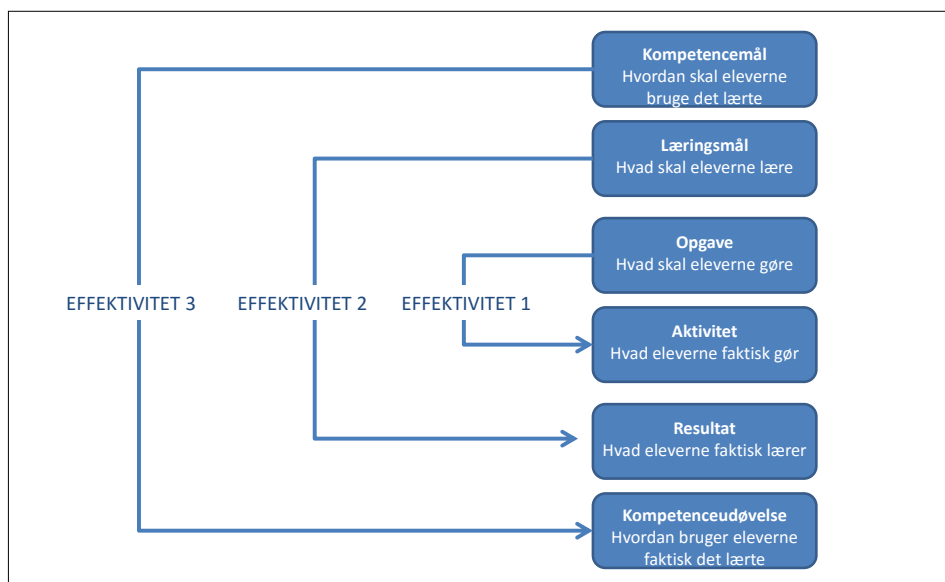 Kompetencemål
Hvordan skal eleverne
bruge det lærte
Læringsmål
Hvad skal eleverne lære
Opgave
Hvad skal eleverne gøre
EFFEKTIVITET 3
EFFEKTIVITET 2
EFFEKTIVITET 1
Aktivitet
Hvad eleverne faktisk gør
Resultat
Hvad eleverne faktisk lærer
Kompetenceudøvelse
Hvordan bruger eleverne
faktisk det lærte